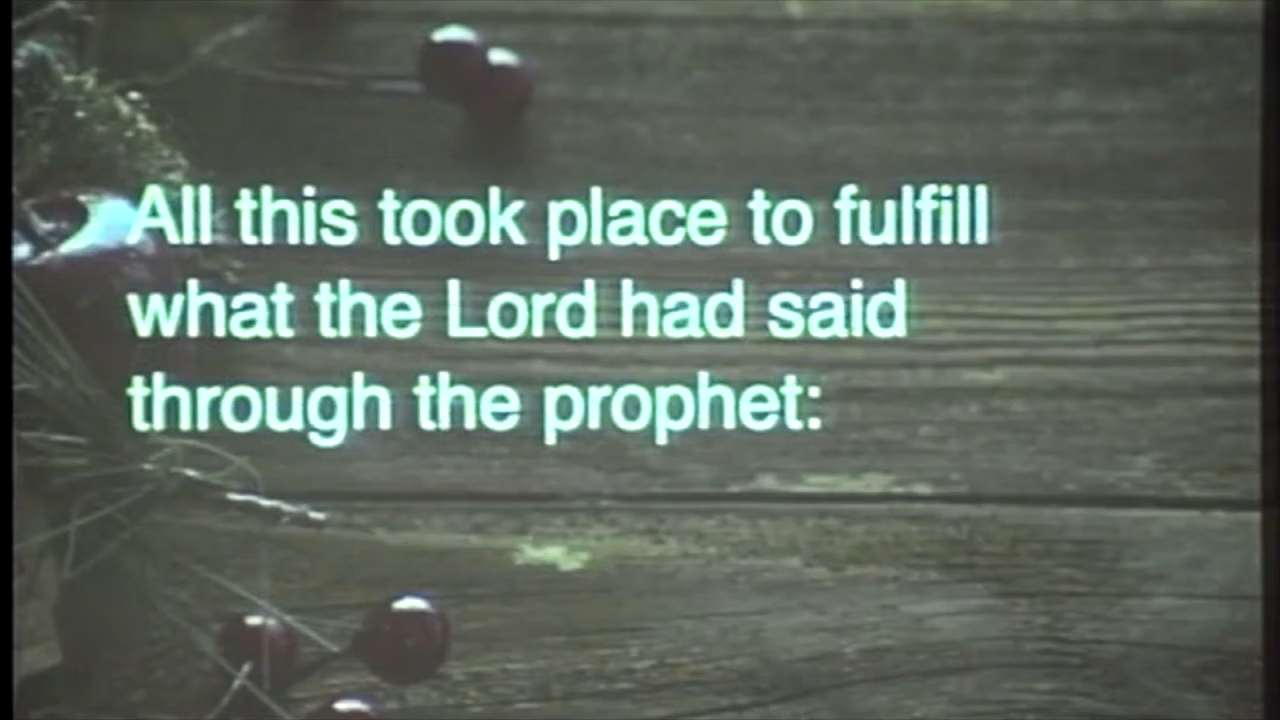 All this took place to fulfill
what the Lord had said
through the prophet: